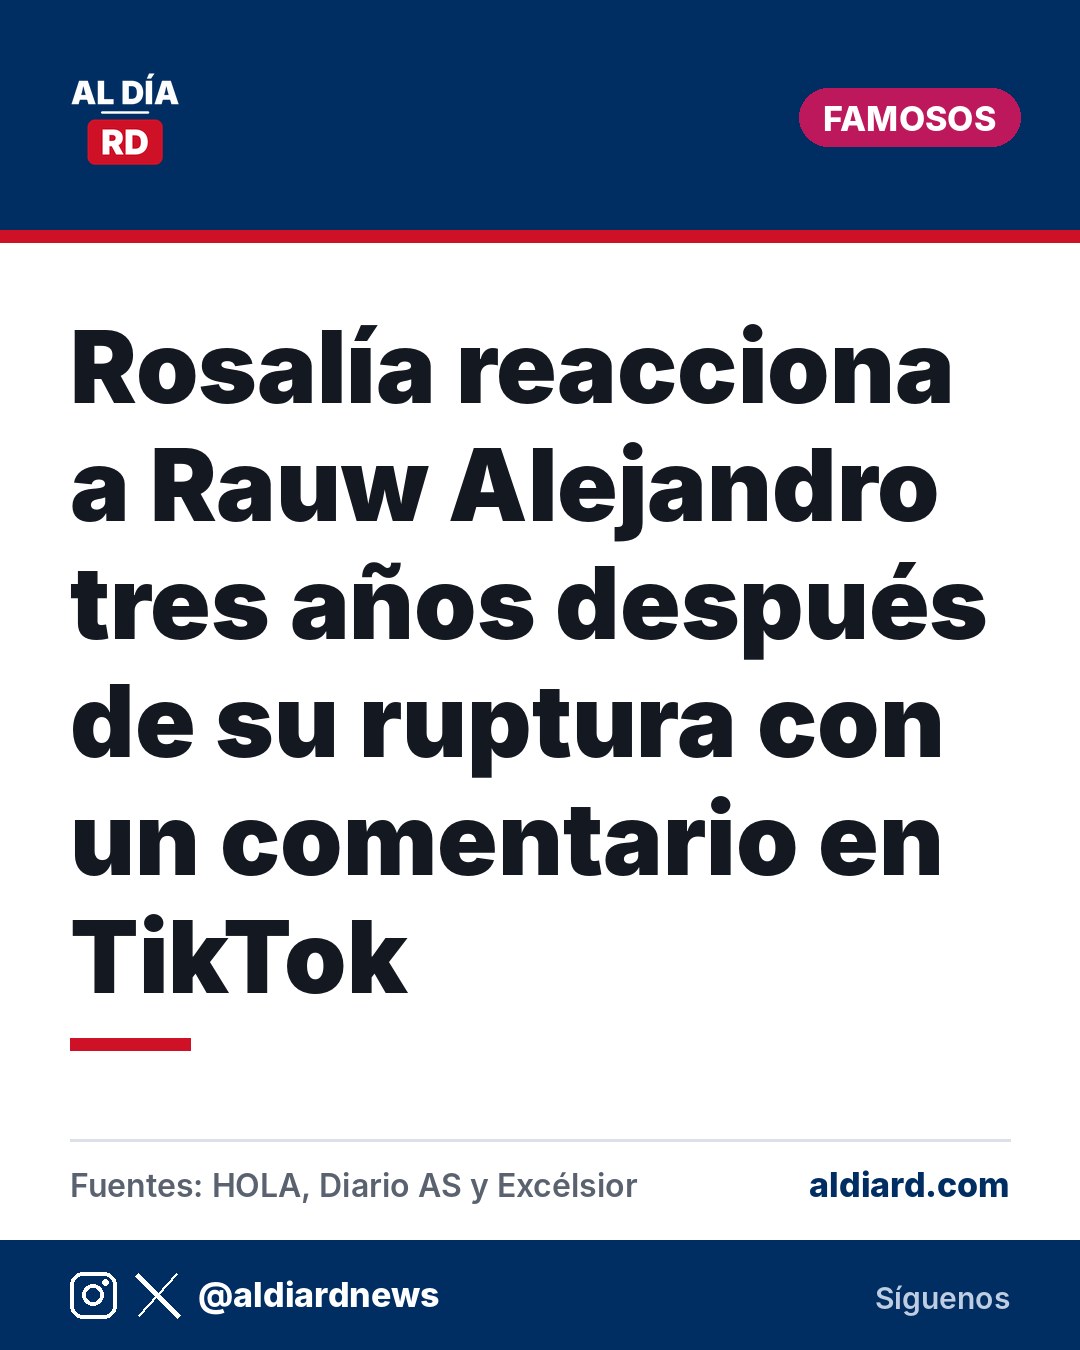 AL DÍA
RD
FAMOSOS
Rosalía reacciona
a Rauw Alejandro
tres años después
de su ruptura con
un comentario en
TikTok
Fuentes: HOLA, Diario AS y Excélsior
aldiard.com
@aldiardnews
Síguenos